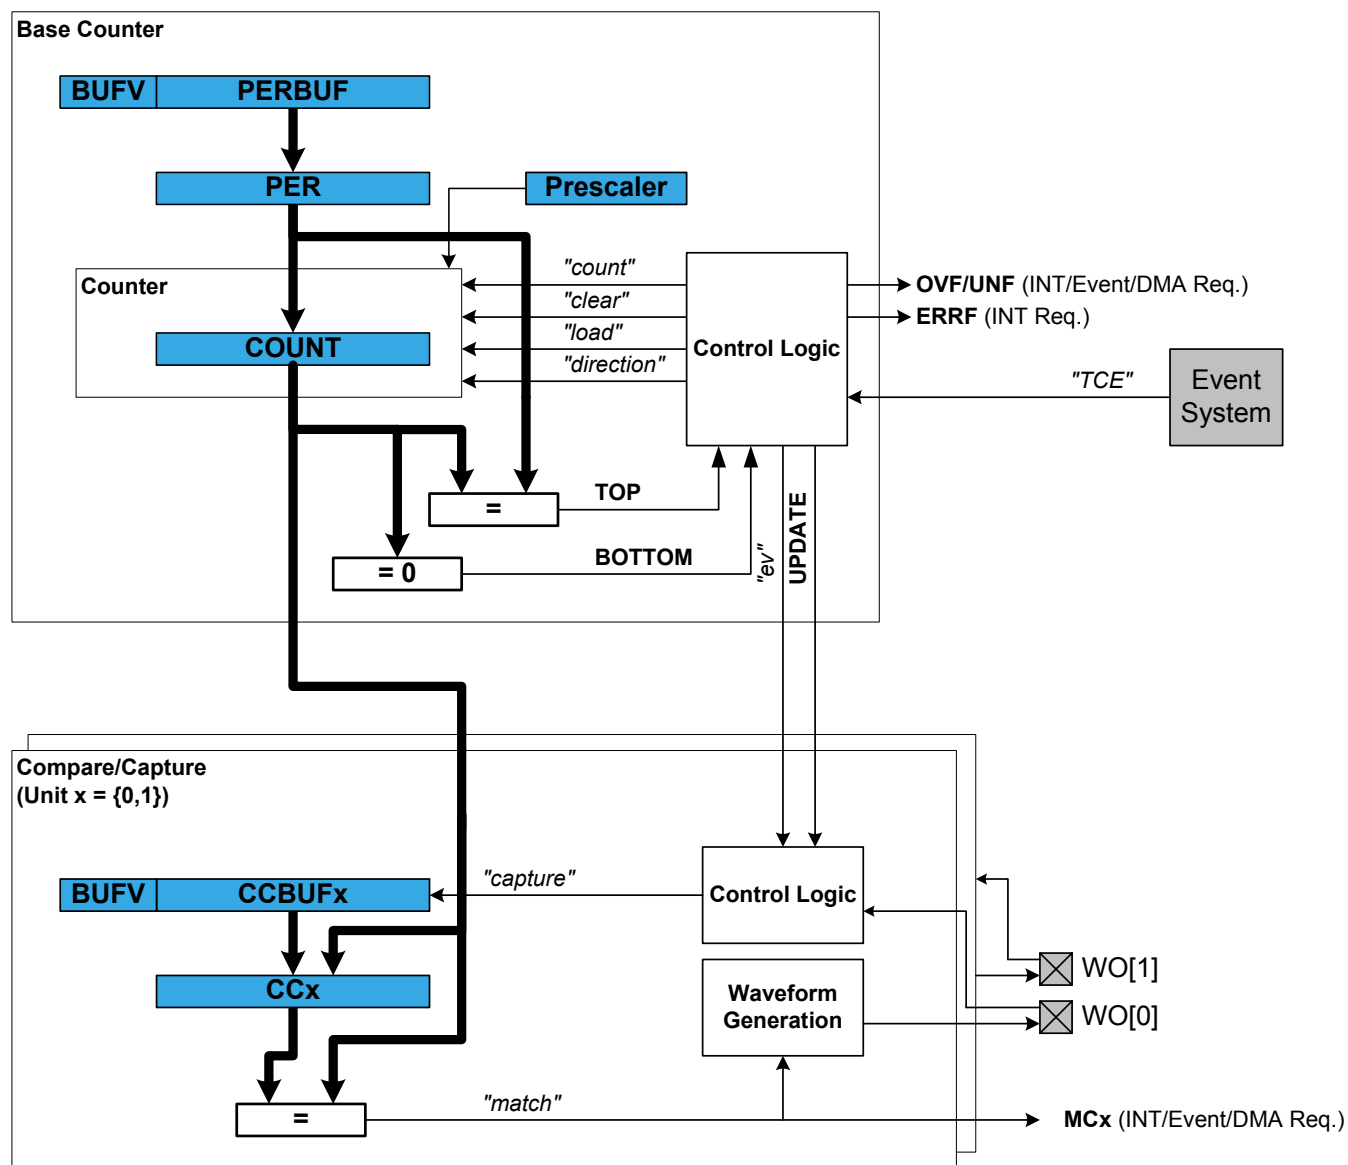 Base Counter
BUFV PERBUF
PER Prescaler
Counter
COUNT
"count"
"clear"
"load"
"direction"
Control Logic
OVF/UNF (INT/Event/DMA Req.)
ERRF (INT Req.)
"TCE"
Event
System
=
TOP
= 0
BOTTOM
"ev"
UPDATE
Compare/Capture
(Unit x = {0,1})
BUFV CCBUFx
"capture"
Control Logic
CCx
Waveform
Generation
WO[1]
WO[0]
=
"match"
MCx (INT/Event/DMA Req.)